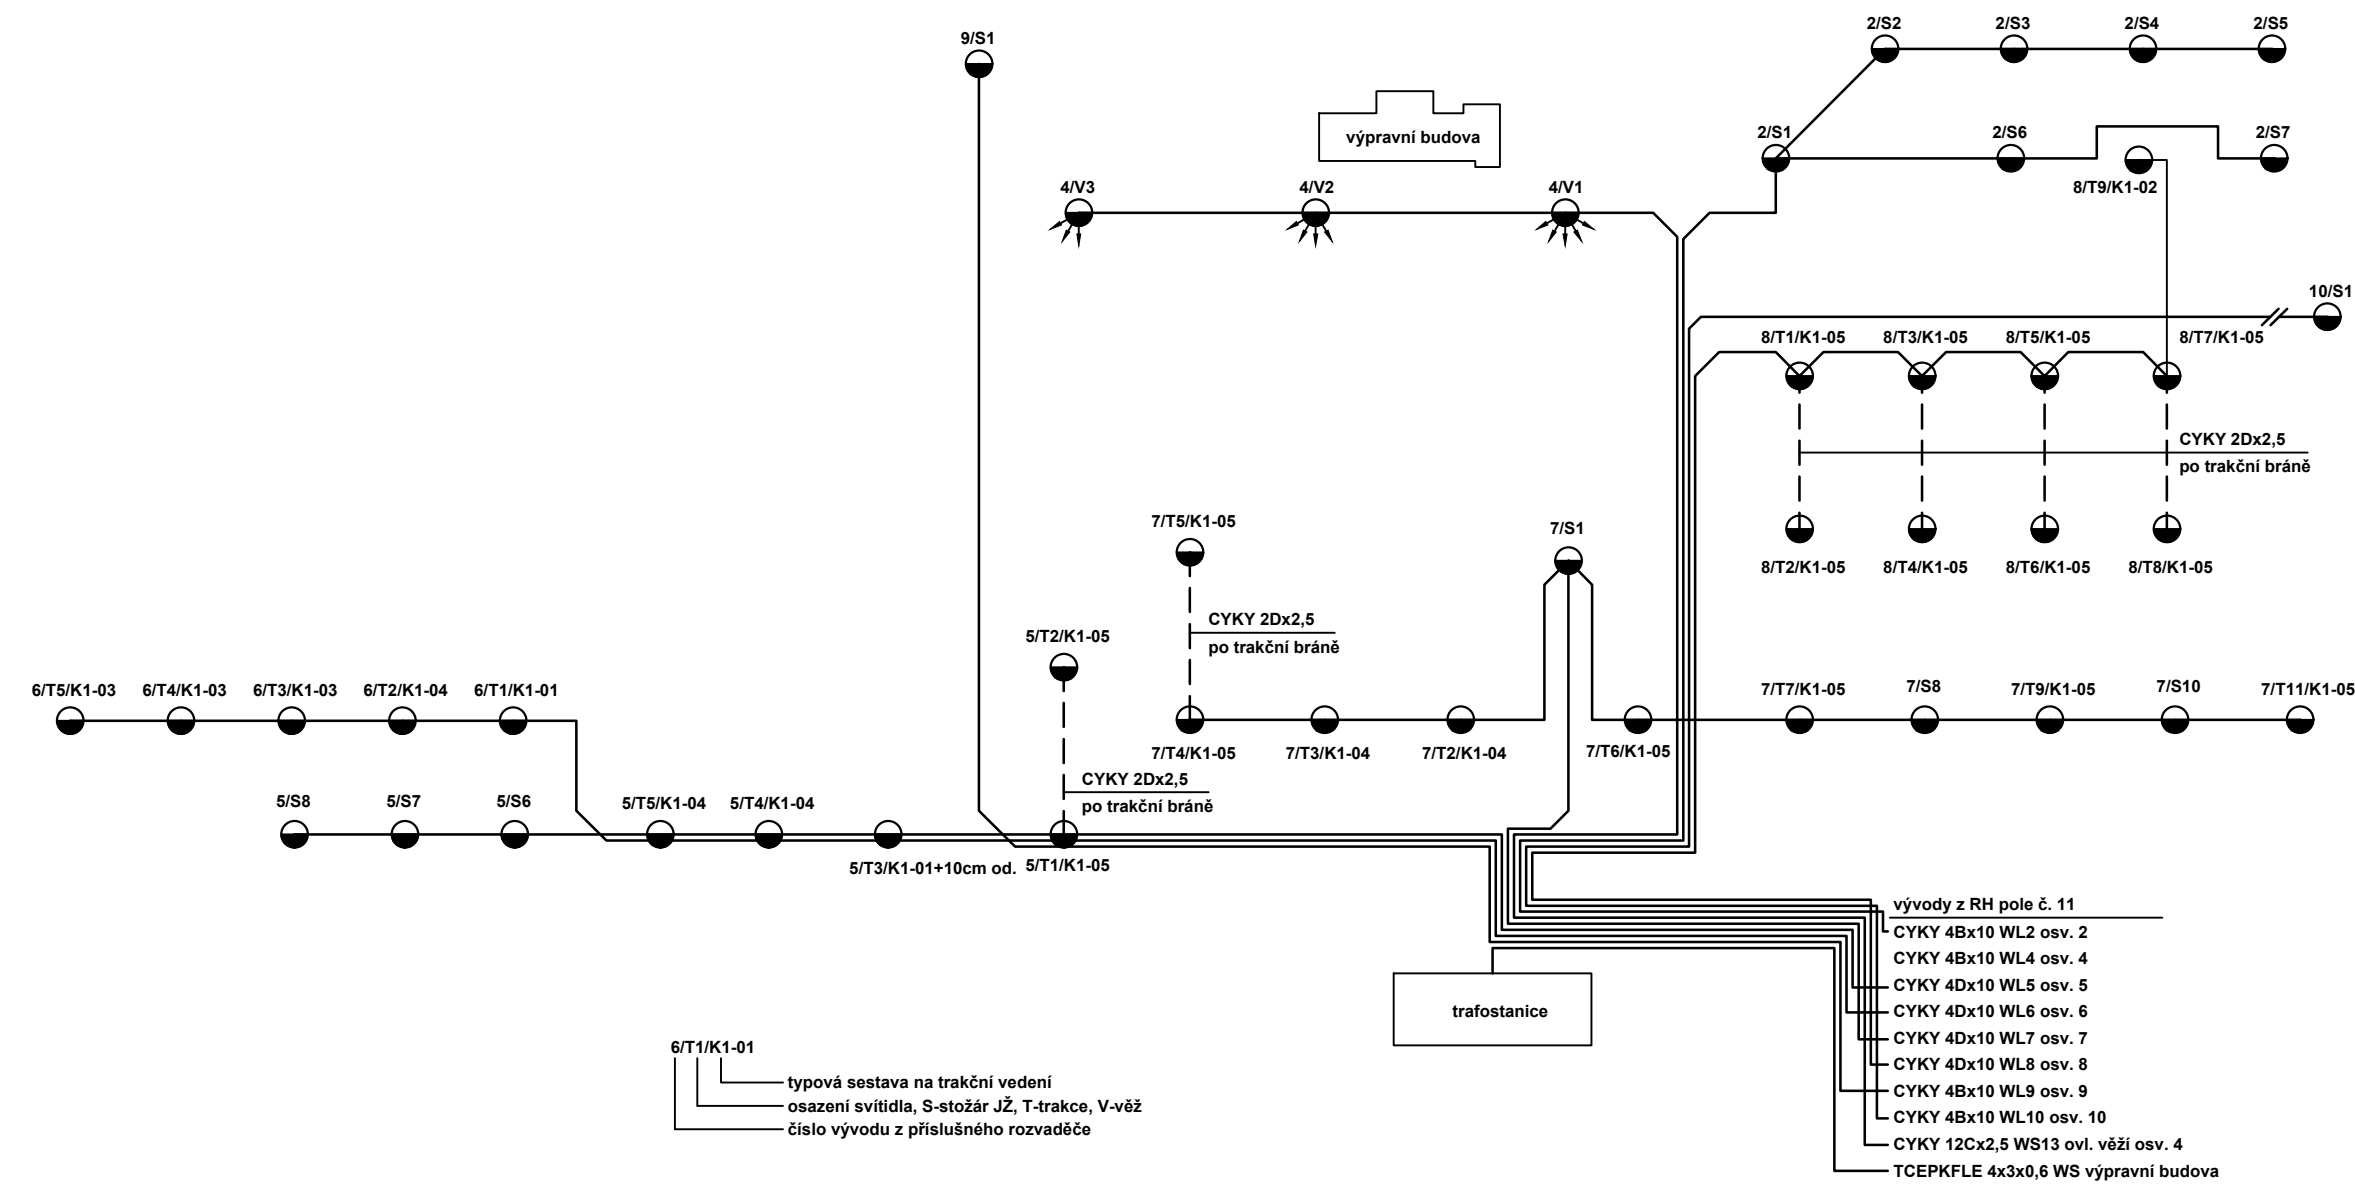 2/S2
2/S3
2/S4
2/S5
9/S1
výpravní budova
2/S1
2/S6
2/S7
4/V3
4/V2
4/V1
8/T9/K1-02
10/S1
8/T1/K1-05
8/T3/K1-05
8/T5/K1-05
8/T7/K1-05
CYKY 2Dx2,5
po trakční bráně
7/T5/K1-05
7/S1
8/T2/K1-05
8/T4/K1-05
8/T6/K1-05
8/T8/K1-05
CYKY 2Dx2,5
po trakční bráně
5/T2/K1-05
6/T5/K1-03
6/T4/K1-03
6/T3/K1-03
6/T2/K1-04
6/T1/K1-01
7/T7/K1-05
7/S8
7/T9/K1-05
7/S10
7/T11/K1-05
7/T4/K1-05
7/T3/K1-04
7/T2/K1-04
7/T6/K1-05
CYKY 2Dx2,5
po trakční bráně
5/S8
5/S7
5/S6
5/T5/K1-04
5/T4/K1-04
5/T3/K1-01+10cm od.
5/T1/K1-05
vývody z RH pole č. 11
CYKY 4Bx10 WL2 osv. 2
CYKY 4Bx10 WL4 osv. 4
CYKY 4Dx10 WL5 osv. 5
CYKY 4Dx10 WL6 osv. 6
CYKY 4Dx10 WL7 osv. 7
CYKY 4Dx10 WL8 osv. 8
CYKY 4Bx10 WL9 osv. 9
CYKY 4Bx10 WL10 osv. 10
CYKY 12Cx2,5 WS13 ovl. věží osv. 4
TCEPKFLE 4x3x0,6 WS výpravní budova
trafostanice
6/T1/K1-01
typová sestava na trakční vedení
osazení svítidla, S-stožár JŽ, T-trakce, V-věž
číslo vývodu z příslušného rozvaděče